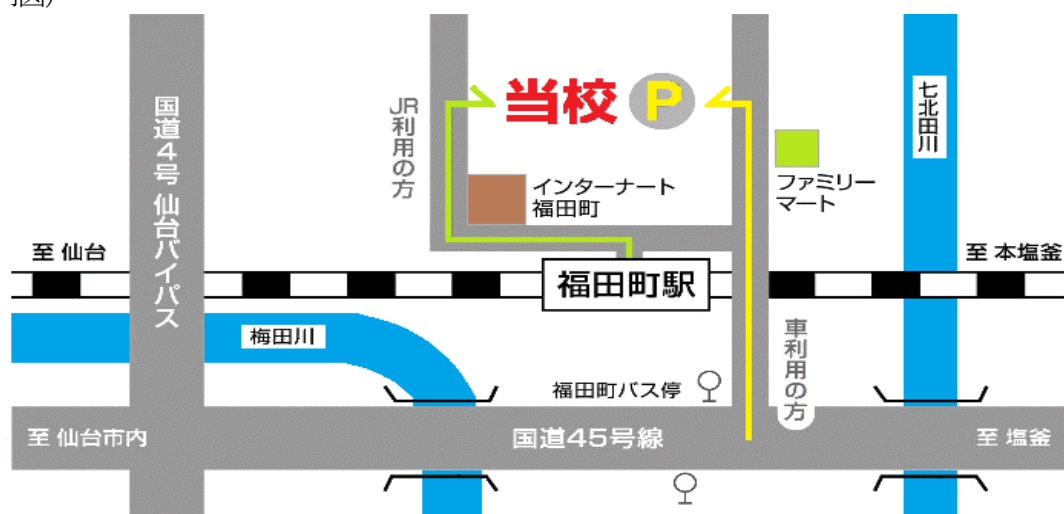 国道4号 仙台バイパス
JR利用の方
当校 P
七北田川
インターナート
福田町
ファミリー
マート
至 仙台
至 本塩釜
福田町駅
梅田川
車利用の方
福田町バス停
至 仙台市内
国道45号線
至 塩釜